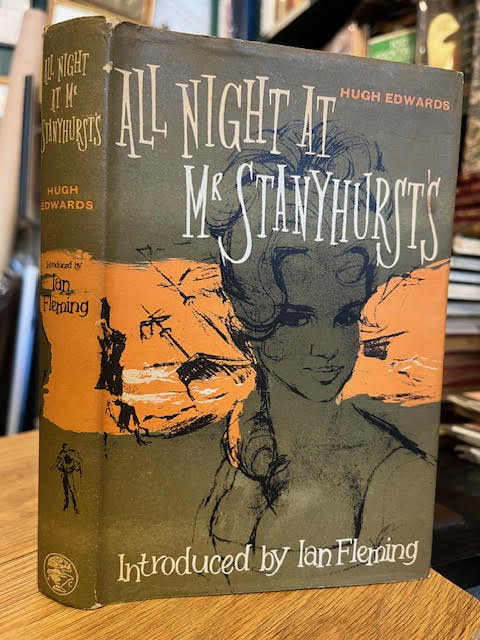 ALL NIGHT
AT Mr
STANYHURST'S
HUGH
EDWARDS
Introduced by
Ian
Fleming
HUGH EDWARDS
ALL NIGHT AT
Mr STANYHURST'S
Introduced by Ian Fleming